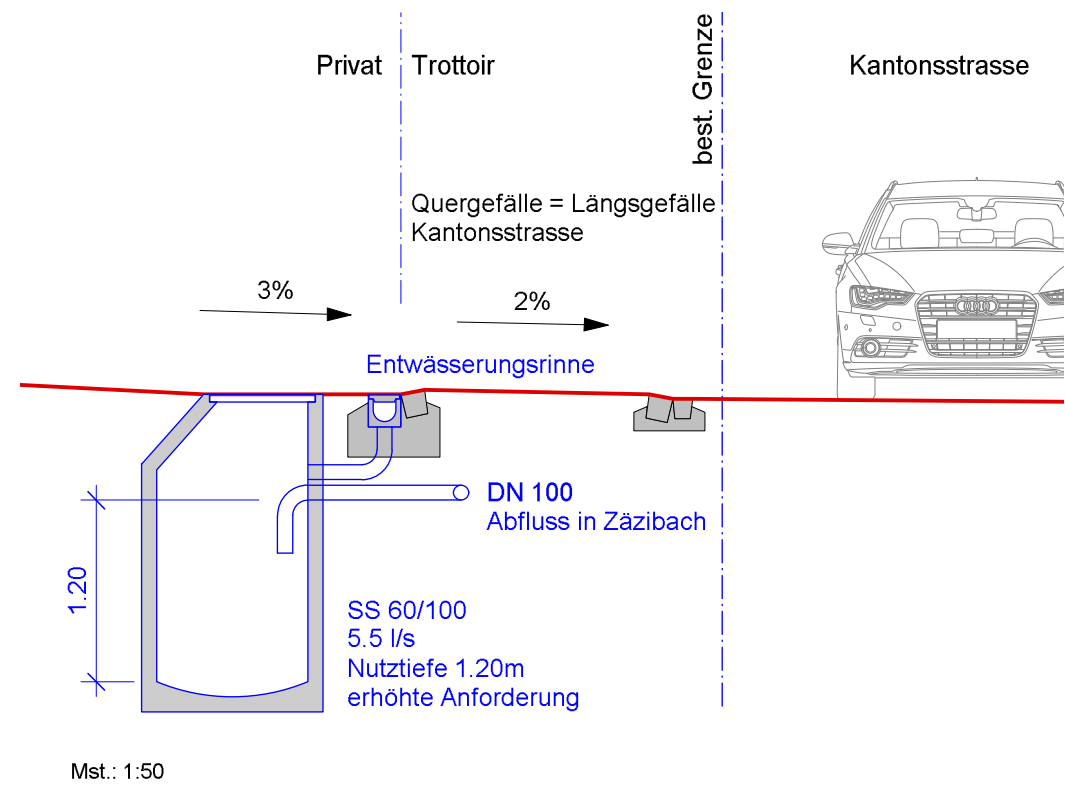 Privat
Trottoir
best. Grenze
Kantonsstrasse
Quergefälle = Längsgefälle
Kantonsstrasse
3%
2%
Entwässerungsrinne
DN 100
Abfluss in Zäzibach
1.20
SS 60/100
5.5 l/s
Nutztiefe 1.20m
erhöhte Anforderung
Mst.: 1:50